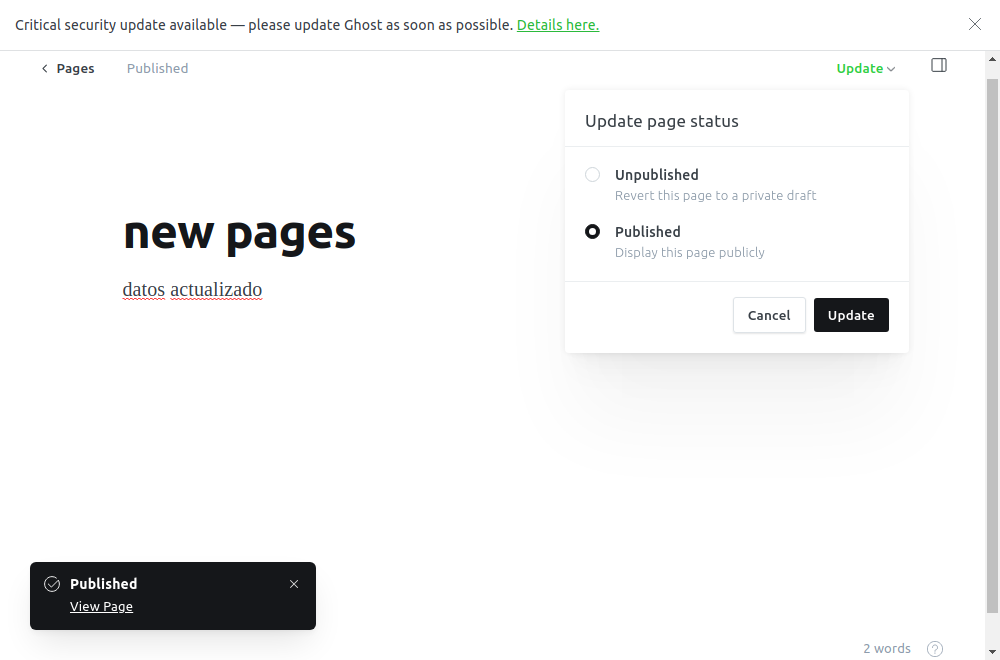 Critical security update available — please update Ghost as soon as possible. Details here.
Pages Published Update
Update page status
Unpublished
Revert this page to a private draft
Published
Display this page publicly
Cancel Update
new pages
datos actualizado
Published
View Page
2 words ?